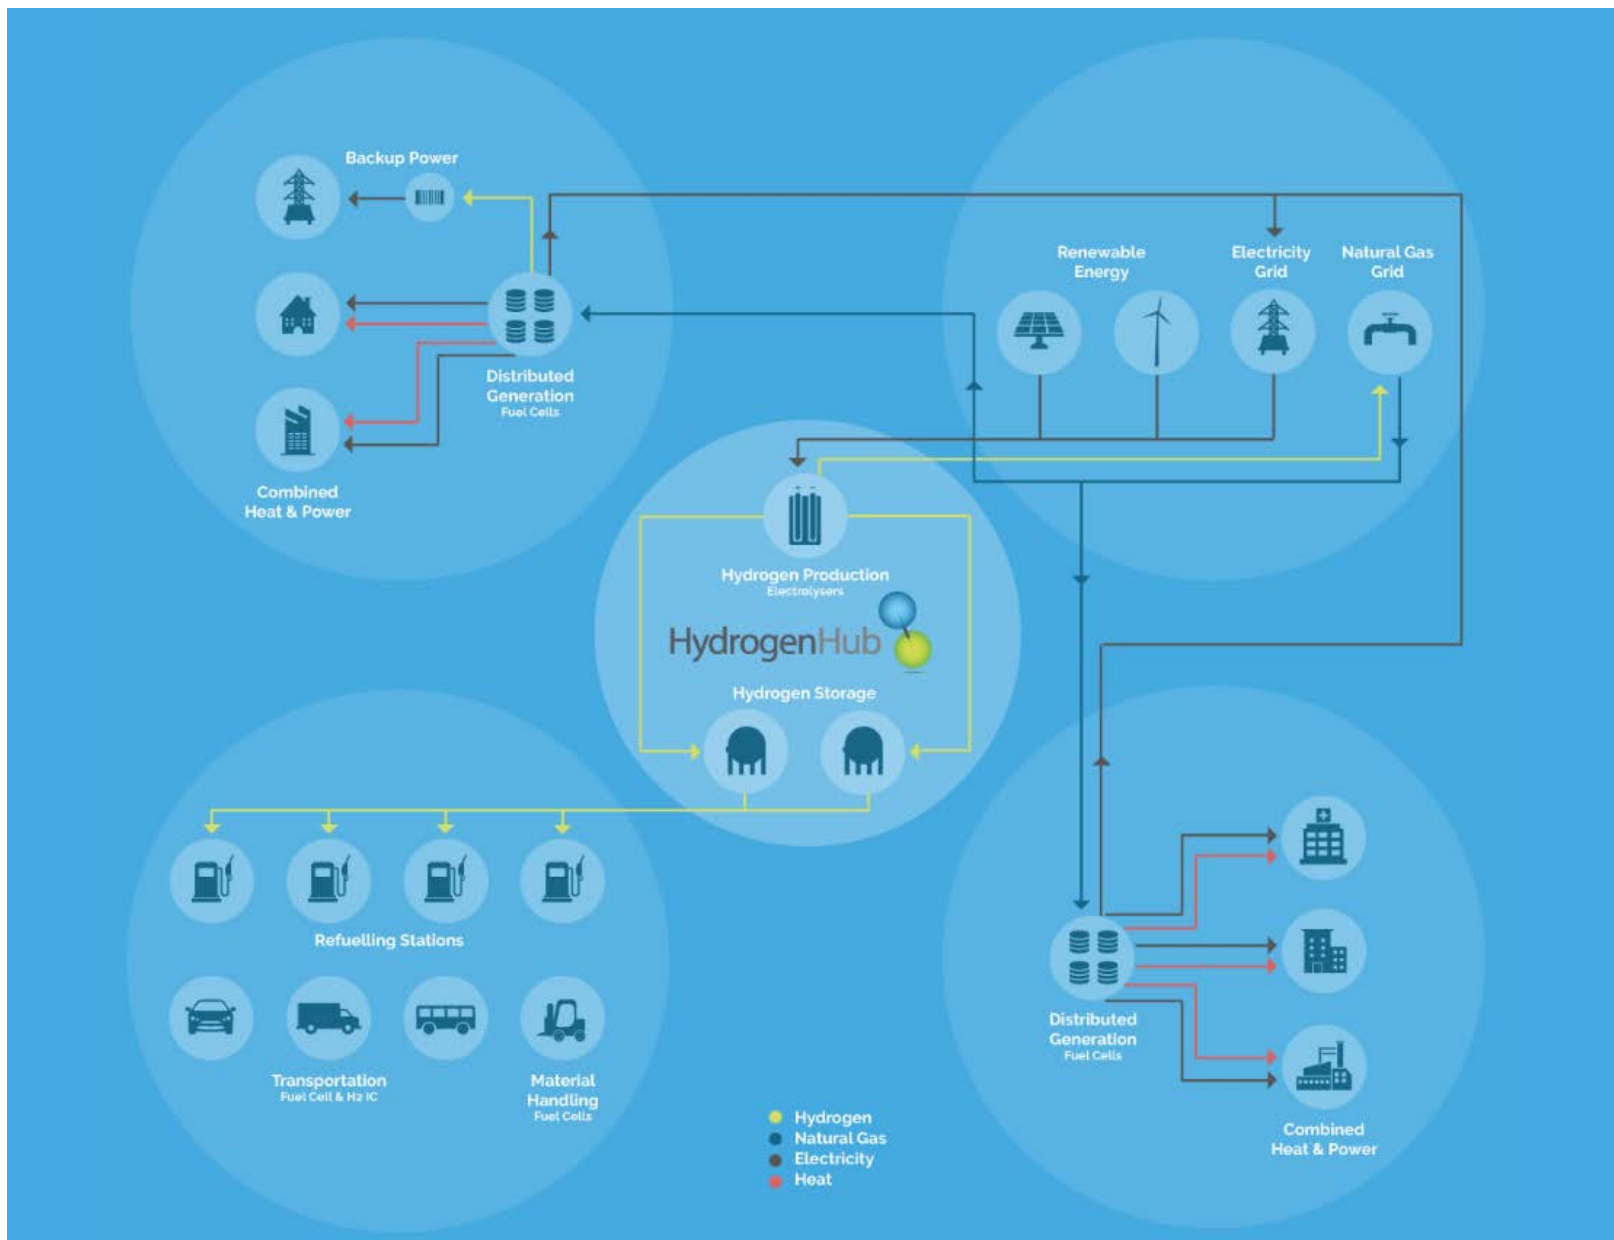 Backup Power
Renewable
Energy
Electricity
Grid
Natural Gas
Grid
Distributed
Generation
Fuel Cells
Combined
Heat & Power
Hydrogen Production
Electrolysers
HydrogenHub
Hydrogen Storage
Refuelling Stations
Transportation
Fuel Cell & H2 IC
Material
Handling
Fuel Cells
Distributed
Generation
Fuel Cells
Combined
Heat & Power
Hydrogen
Natural Gas
Electricity
Heat